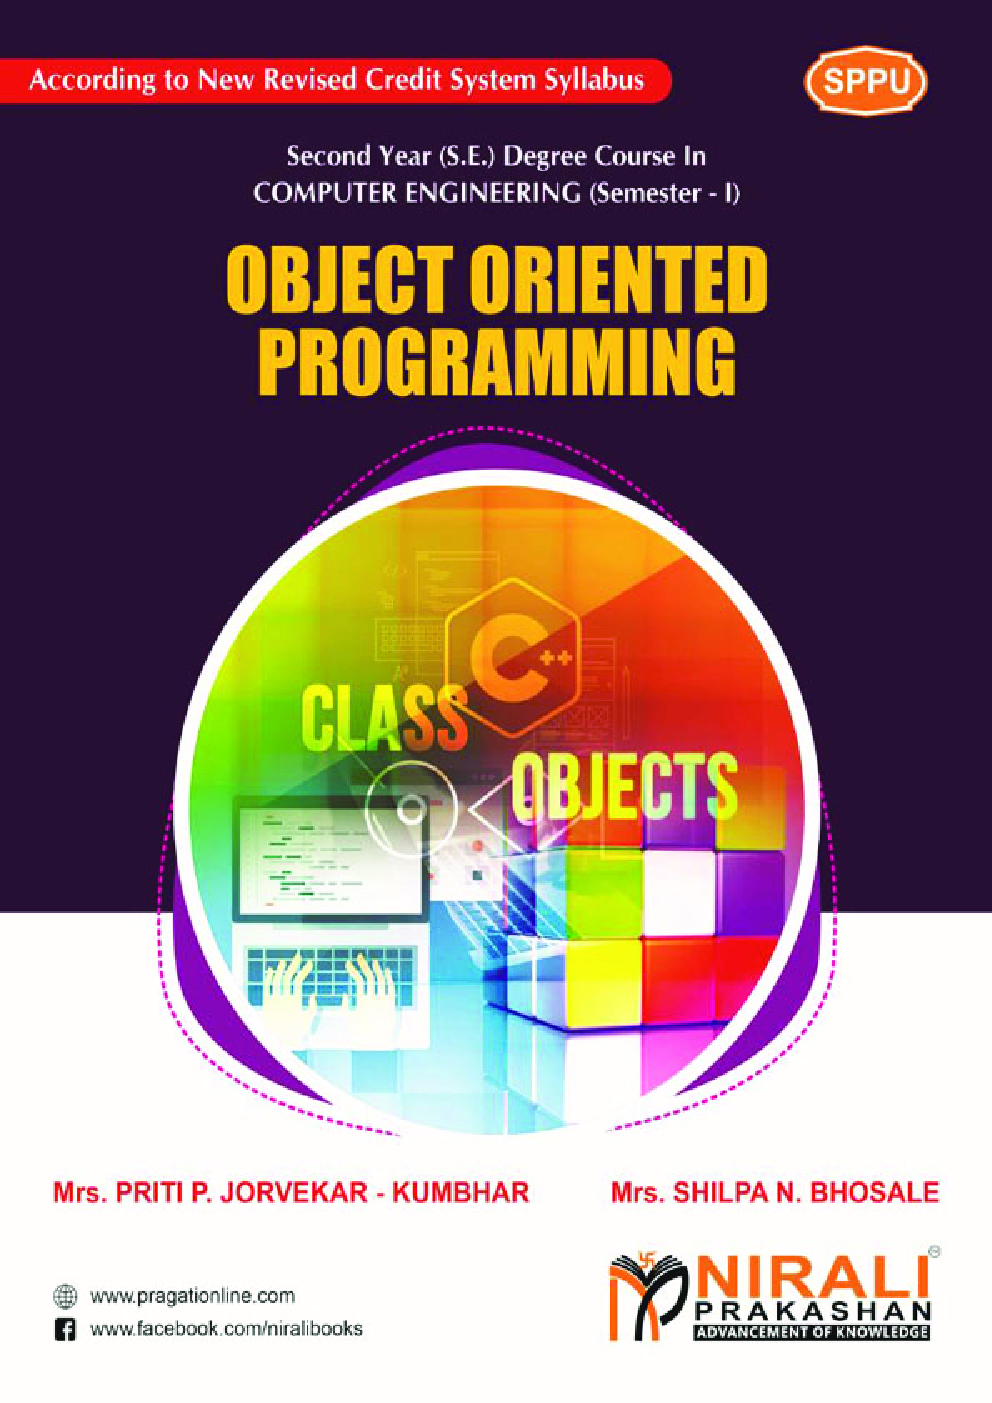 According to New Revised Credit System Syllabus
SPPU
Second Year (S.E.) Degree Course In
COMPUTER ENGINEERING (Semester - I)
OBJECT ORIENTED
PROGRAMMING
C++
CLASS
OBJECTS
Mrs. PRITI P. JORVEKAR - KUMBHAR
Mrs. SHILPA N. BHOSALE
www.pragationline.com
www.facebook.com/niralibooks
NIRALI
PRAKASHAN
ADVANCEMENT OF KNOWLEDGE